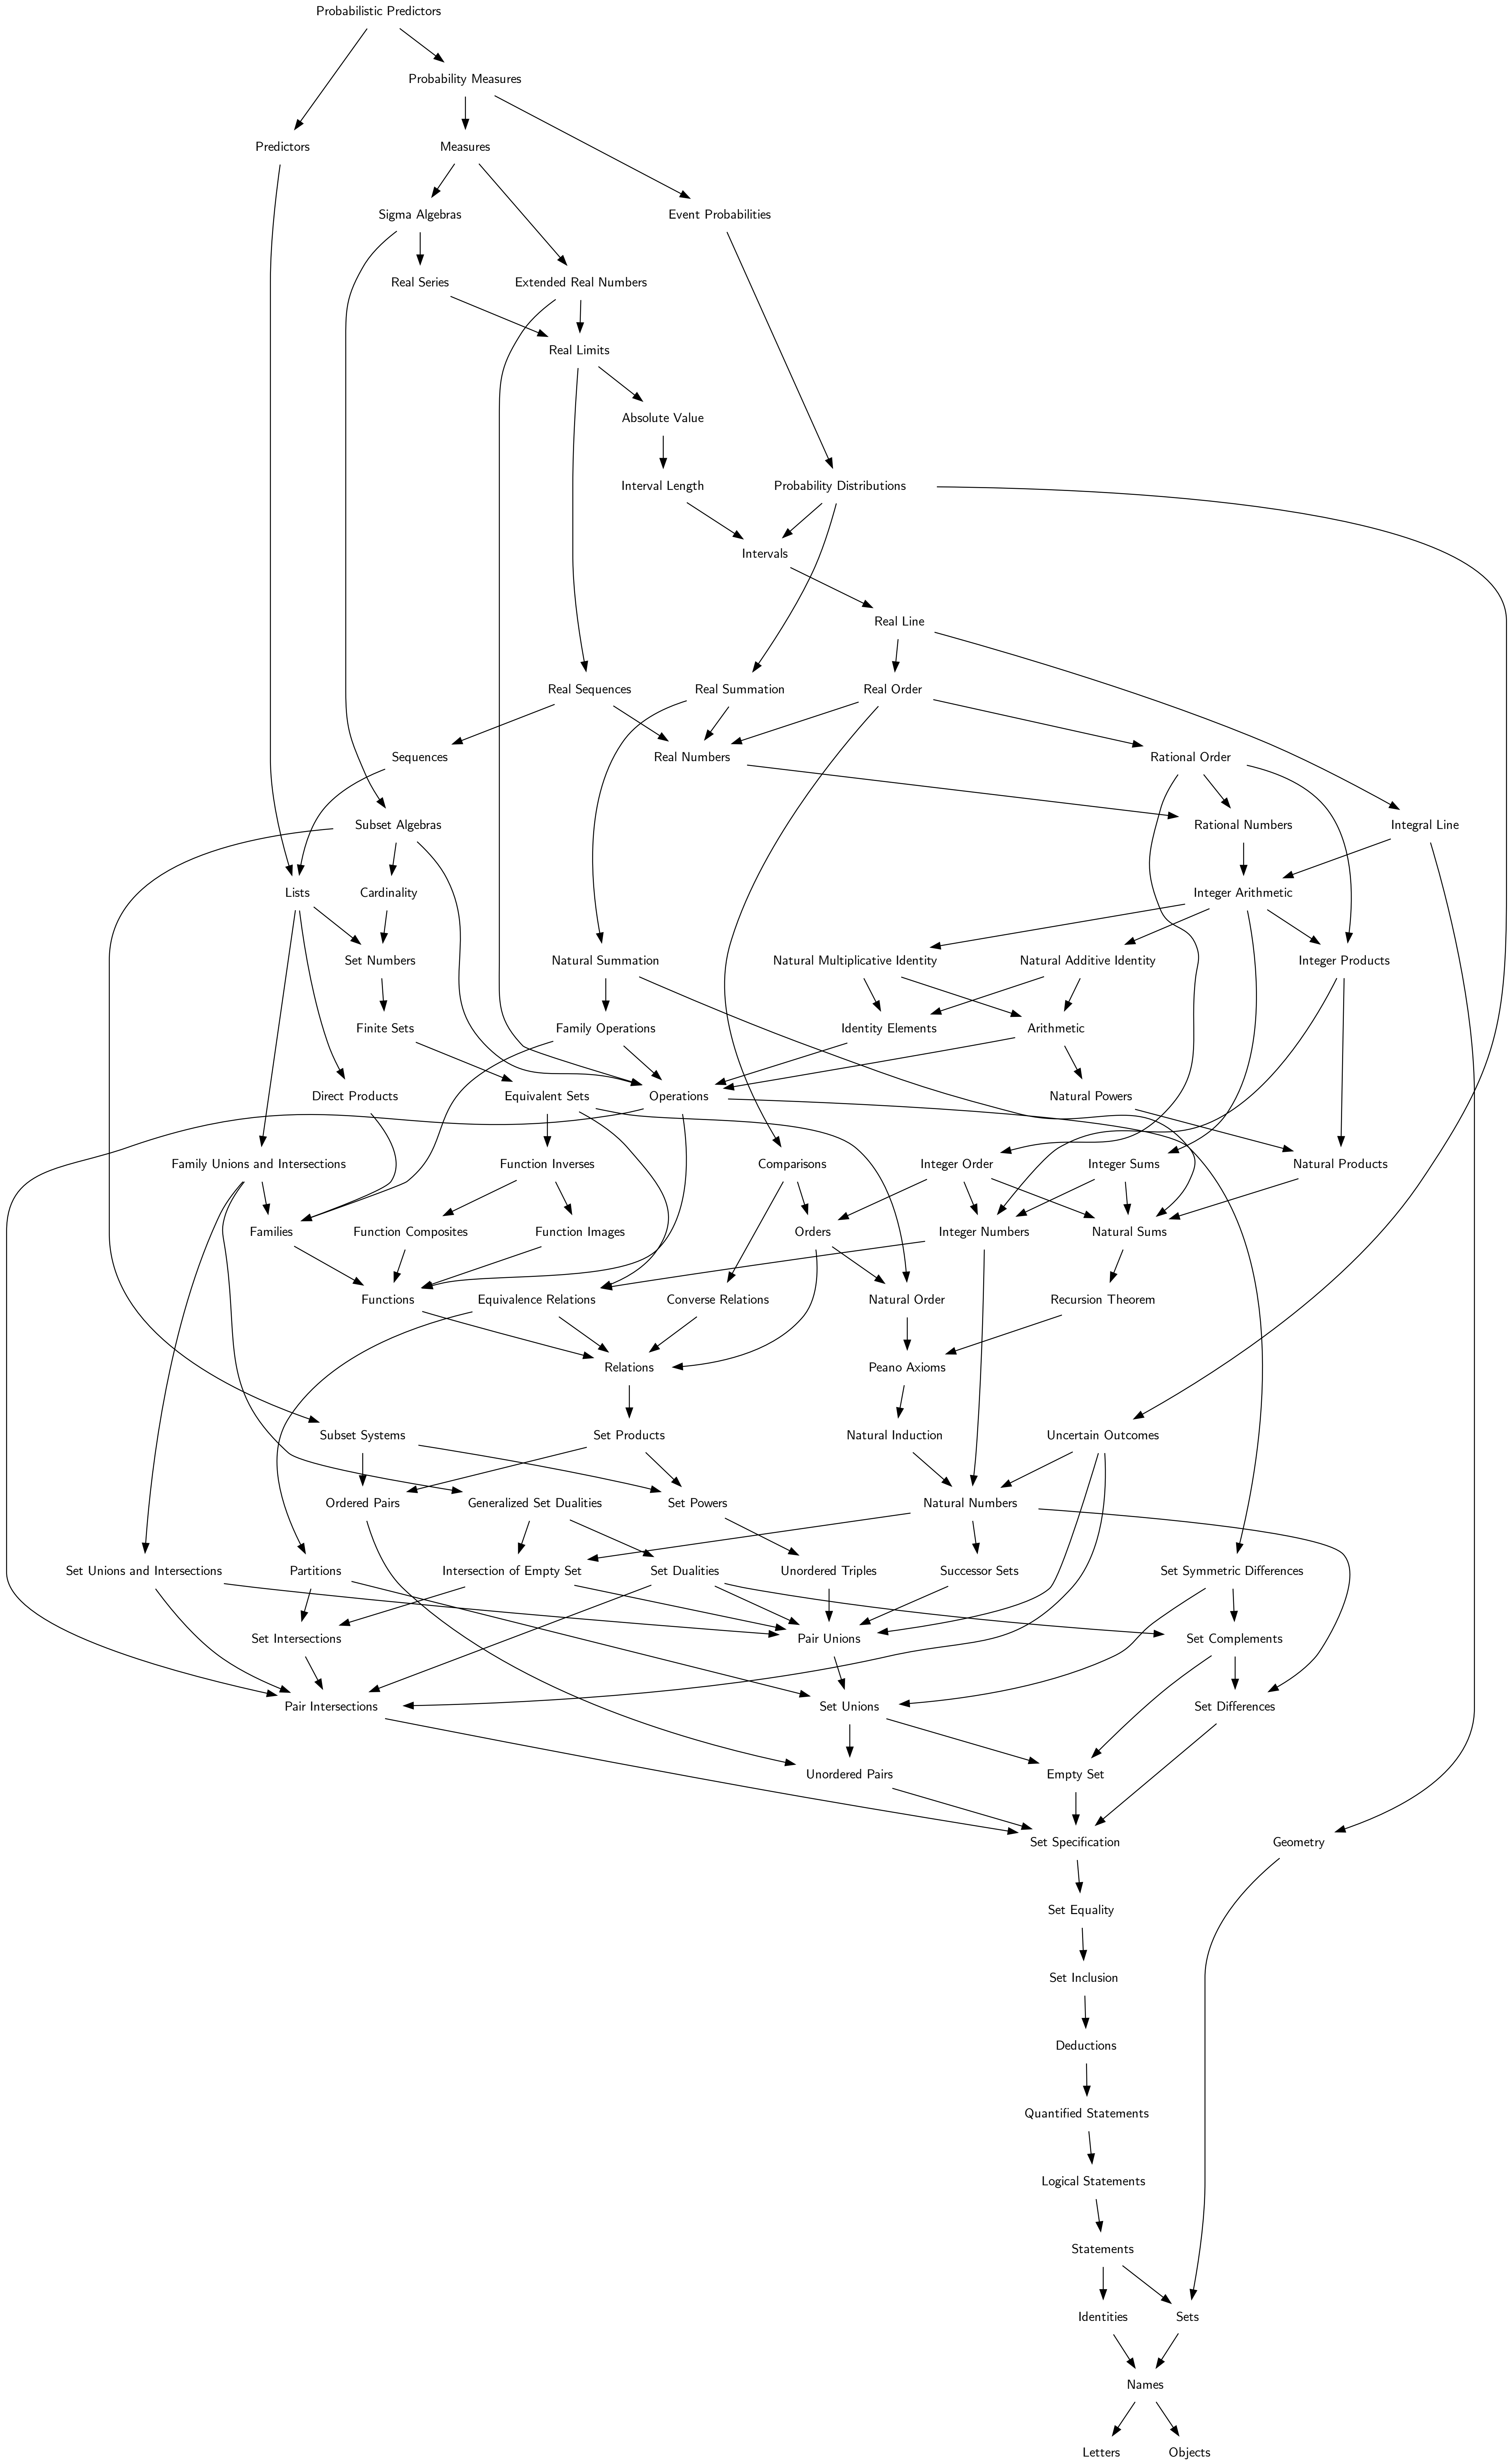 Probabilistic Predictors
Probability Measures
Predictors
Measures
Sigma Algebras
Event Probabilities
Real Series
Extended Real Numbers
Real Limits
Absolute Value
Interval Length
Probability Distributions
Intervals
Real Line
Real Sequences
Real Summation
Real Order
Sequences
Real Numbers
Rational Order
Subset Algebras
Rational Numbers
Integral Line
Lists
Cardinality
Integer Arithmetic
Set Numbers
Natural Summation
Natural Multiplicative Identity
Natural Additive Identity
Integer Products
Finite Sets
Family Operations
Identity Elements
Arithmetic
Direct Products
Equivalent Sets
Operations
Natural Powers
Family Unions and Intersections
Function Inverses
Comparisons
Integer Order
Integer Sums
Natural Products
Families
Function Composites
Function Images
Orders
Integer Numbers
Natural Sums
Functions
Equivalence Relations
Converse Relations
Natural Order
Recursion Theorem
Relations
Peano Axioms
Subset Systems
Set Products
Natural Induction
Uncertain Outcomes
Ordered Pairs
Generalized Set Dualities
Set Powers
Natural Numbers
Set Unions and Intersections
Partitions
Intersection of Empty Set
Set Dualities
Unordered Triples
Successor Sets
Set Symmetric Differences
Set Intersections
Pair Unions
Set Complements
Pair Intersections
Set Unions
Set Differences
Unordered Pairs
Empty Set
Set Specification
Geometry
Set Equality
Set Inclusion
Deductions
Quantified Statements
Logical Statements
Statements
Identities
Sets
Names
Letters
Objects